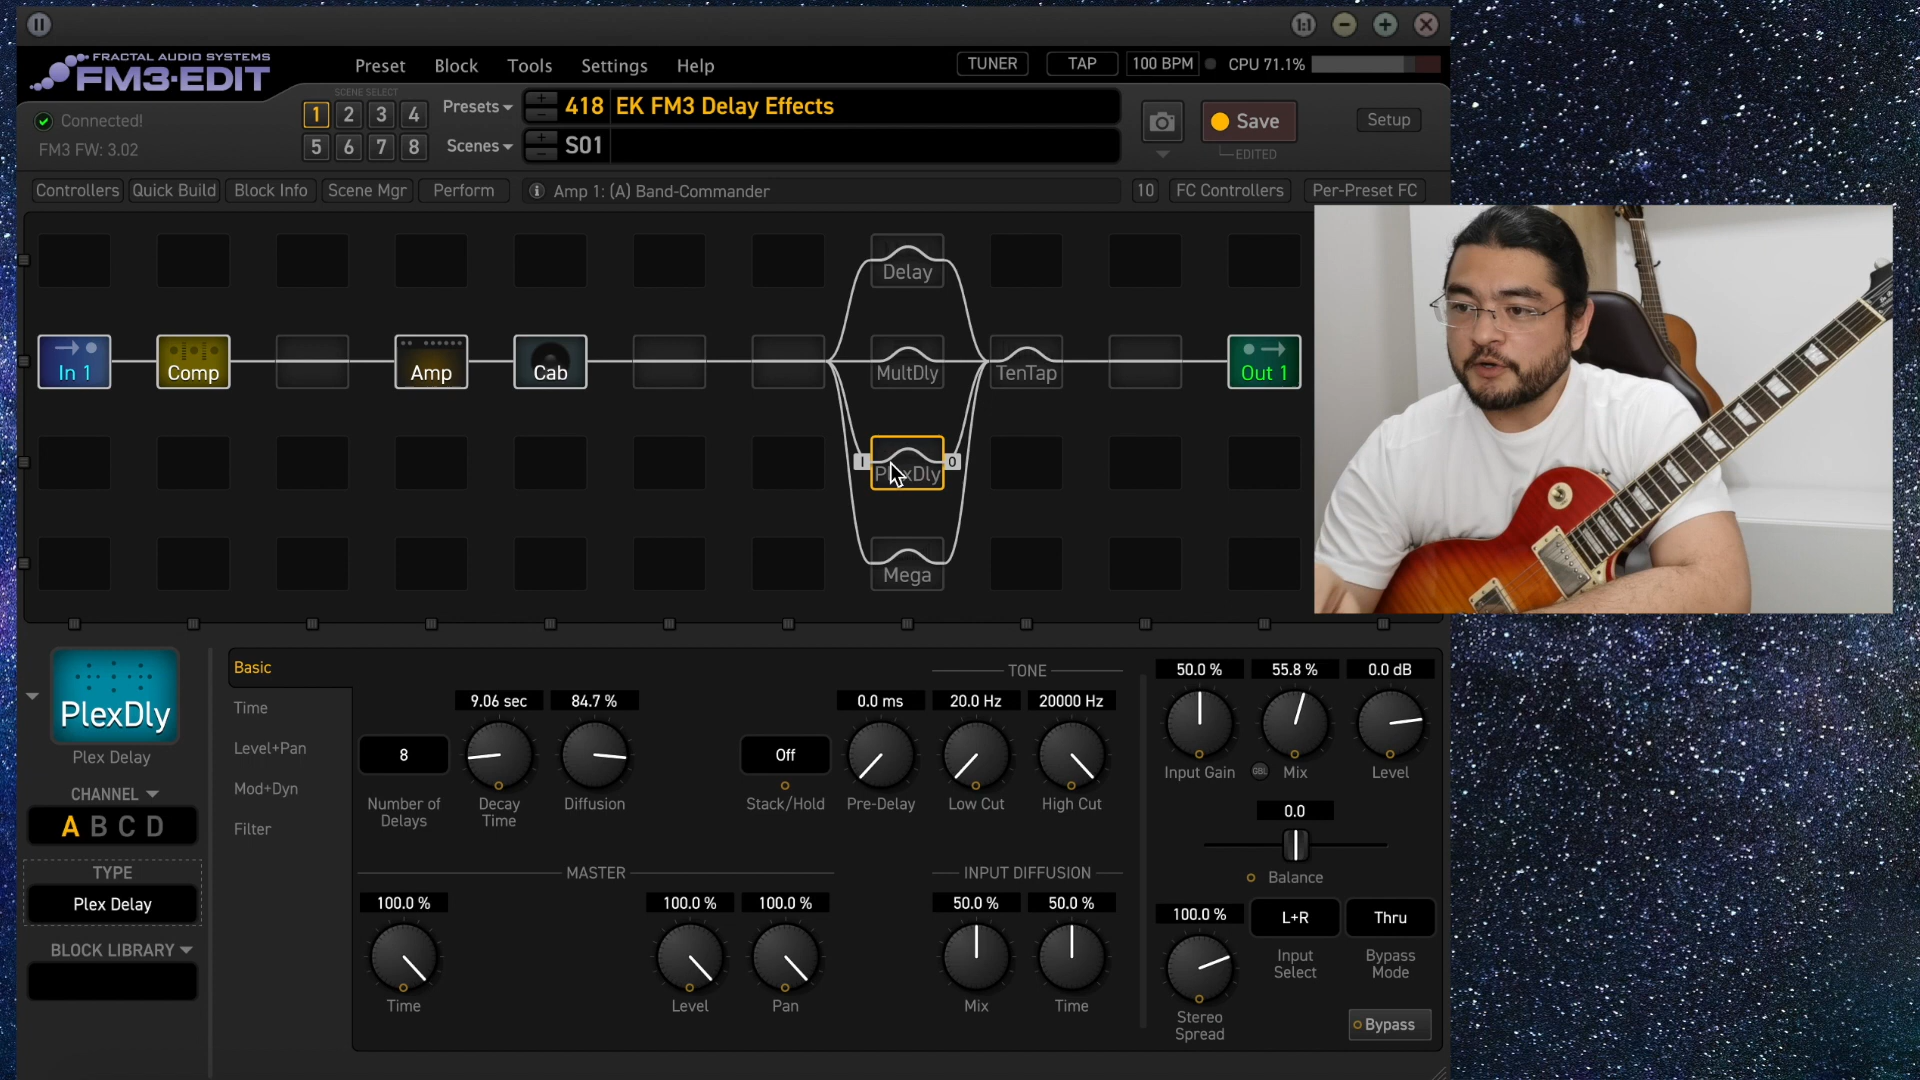 1:1
FRACTAL AUDIO SYSTEMS
FM3-EDIT
Preset Block Tools Settings Help
TUNER TAP 100 BPM CPU 71.1%
SCENE SELECT
1 2 3 4
5 6 7 8
Connected!
FM3 FW: 3.02
Presets 418 EK FM3 Delay Effects
Scenes S01
Save
EDITED
Setup
Controllers Quick Build Block Info Scene Mgr Perform
Amp 1: (A) Band-Commander
10 FC Controllers Per-Preset FC
Delay
In 1 Comp Amp Cab MultDly TenTap Out 1
I PlexDly O
Mega
PlexDly
Plex Delay
CHANNEL
A B C D
TYPE
Plex Delay
BLOCK LIBRARY
Basic
Time
Level+Pan
Mod+Dyn
Filter
TONE
9.06 sec 84.7 % 0.0 ms 20.0 Hz 20000 Hz
8 Off
Number of Delays Decay Time Diffusion Stack/Hold Pre-Delay Low Cut High Cut
MASTER INPUT DIFFUSION
100.0 % 100.0 % 100.0 % 50.0 % 50.0 %
Time Level Pan Mix Time
50.0 % 55.8 % 0.0 dB
Input Gain GBL Mix Level
0.0
Balance
100.0 % L+R Thru
Stereo Spread Input Select Bypass Mode
Bypass